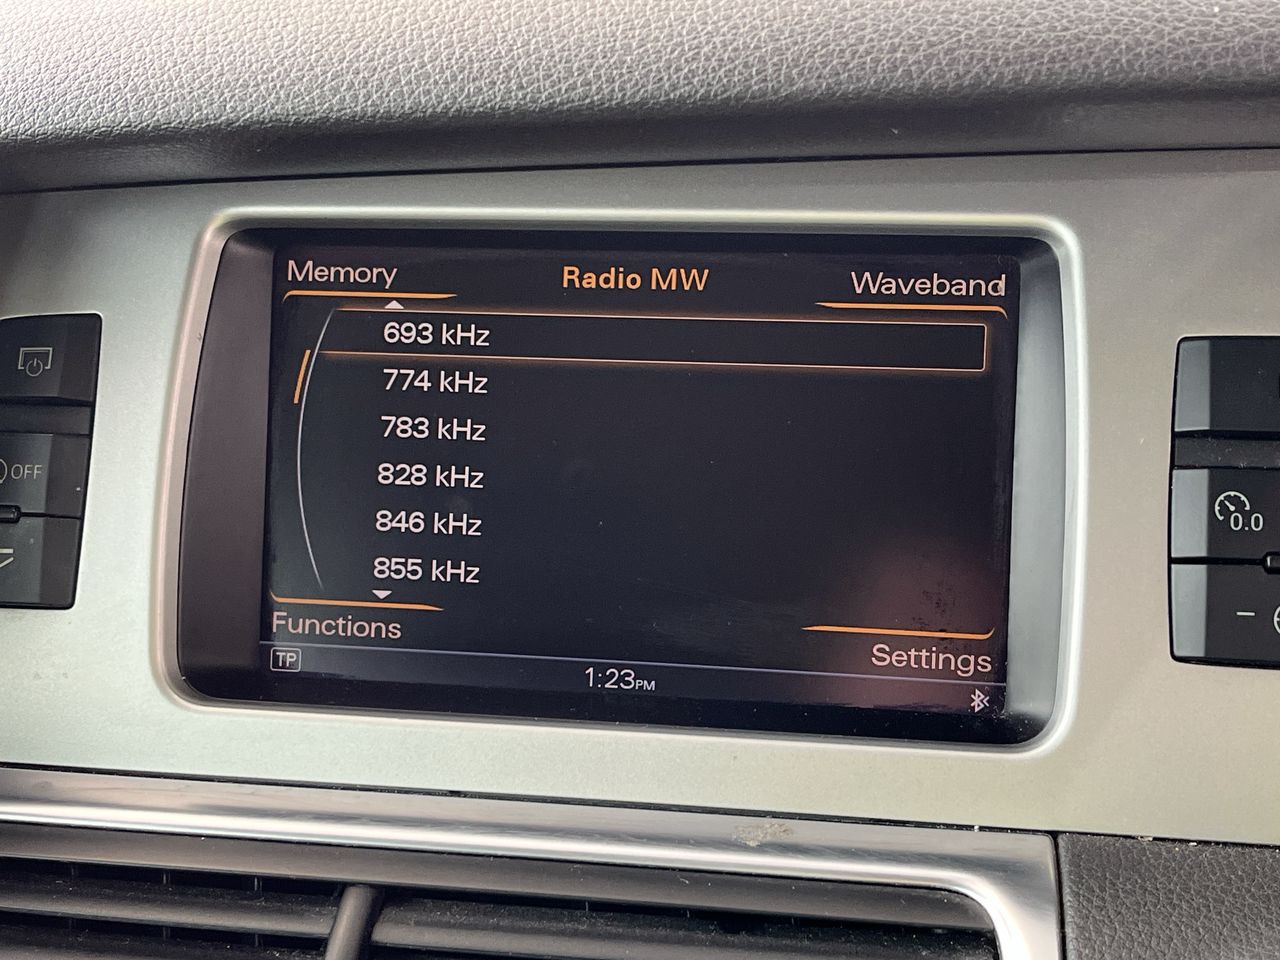 Memory
Radio MW
Waveband
693 kHz
774 kHz
783 kHz
828 kHz
846 kHz
855 kHz
Functions
Settings
TP
1:23PM
OFF
0.0